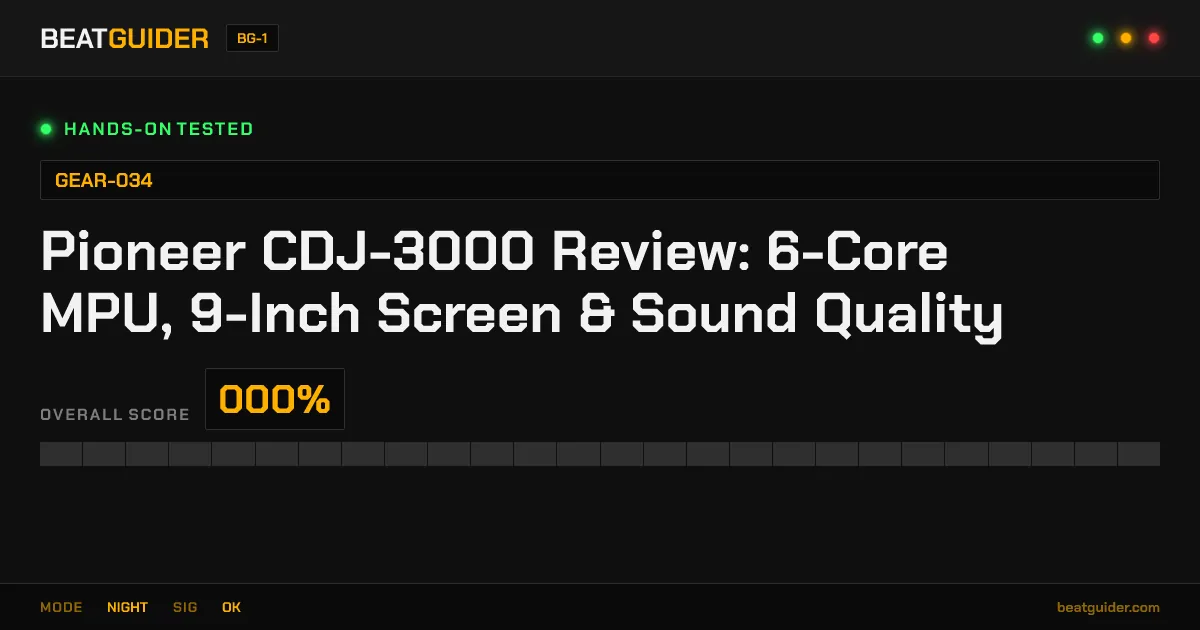 BEATGUIDER BG-1
HANDS-ON TESTED
GEAR-034
Pioneer CDJ-3000 Review: 6-Core
MPU, 9-Inch Screen & Sound Quality
OVERALL SCORE 000%
MODE NIGHT SIG OK beatguider.com